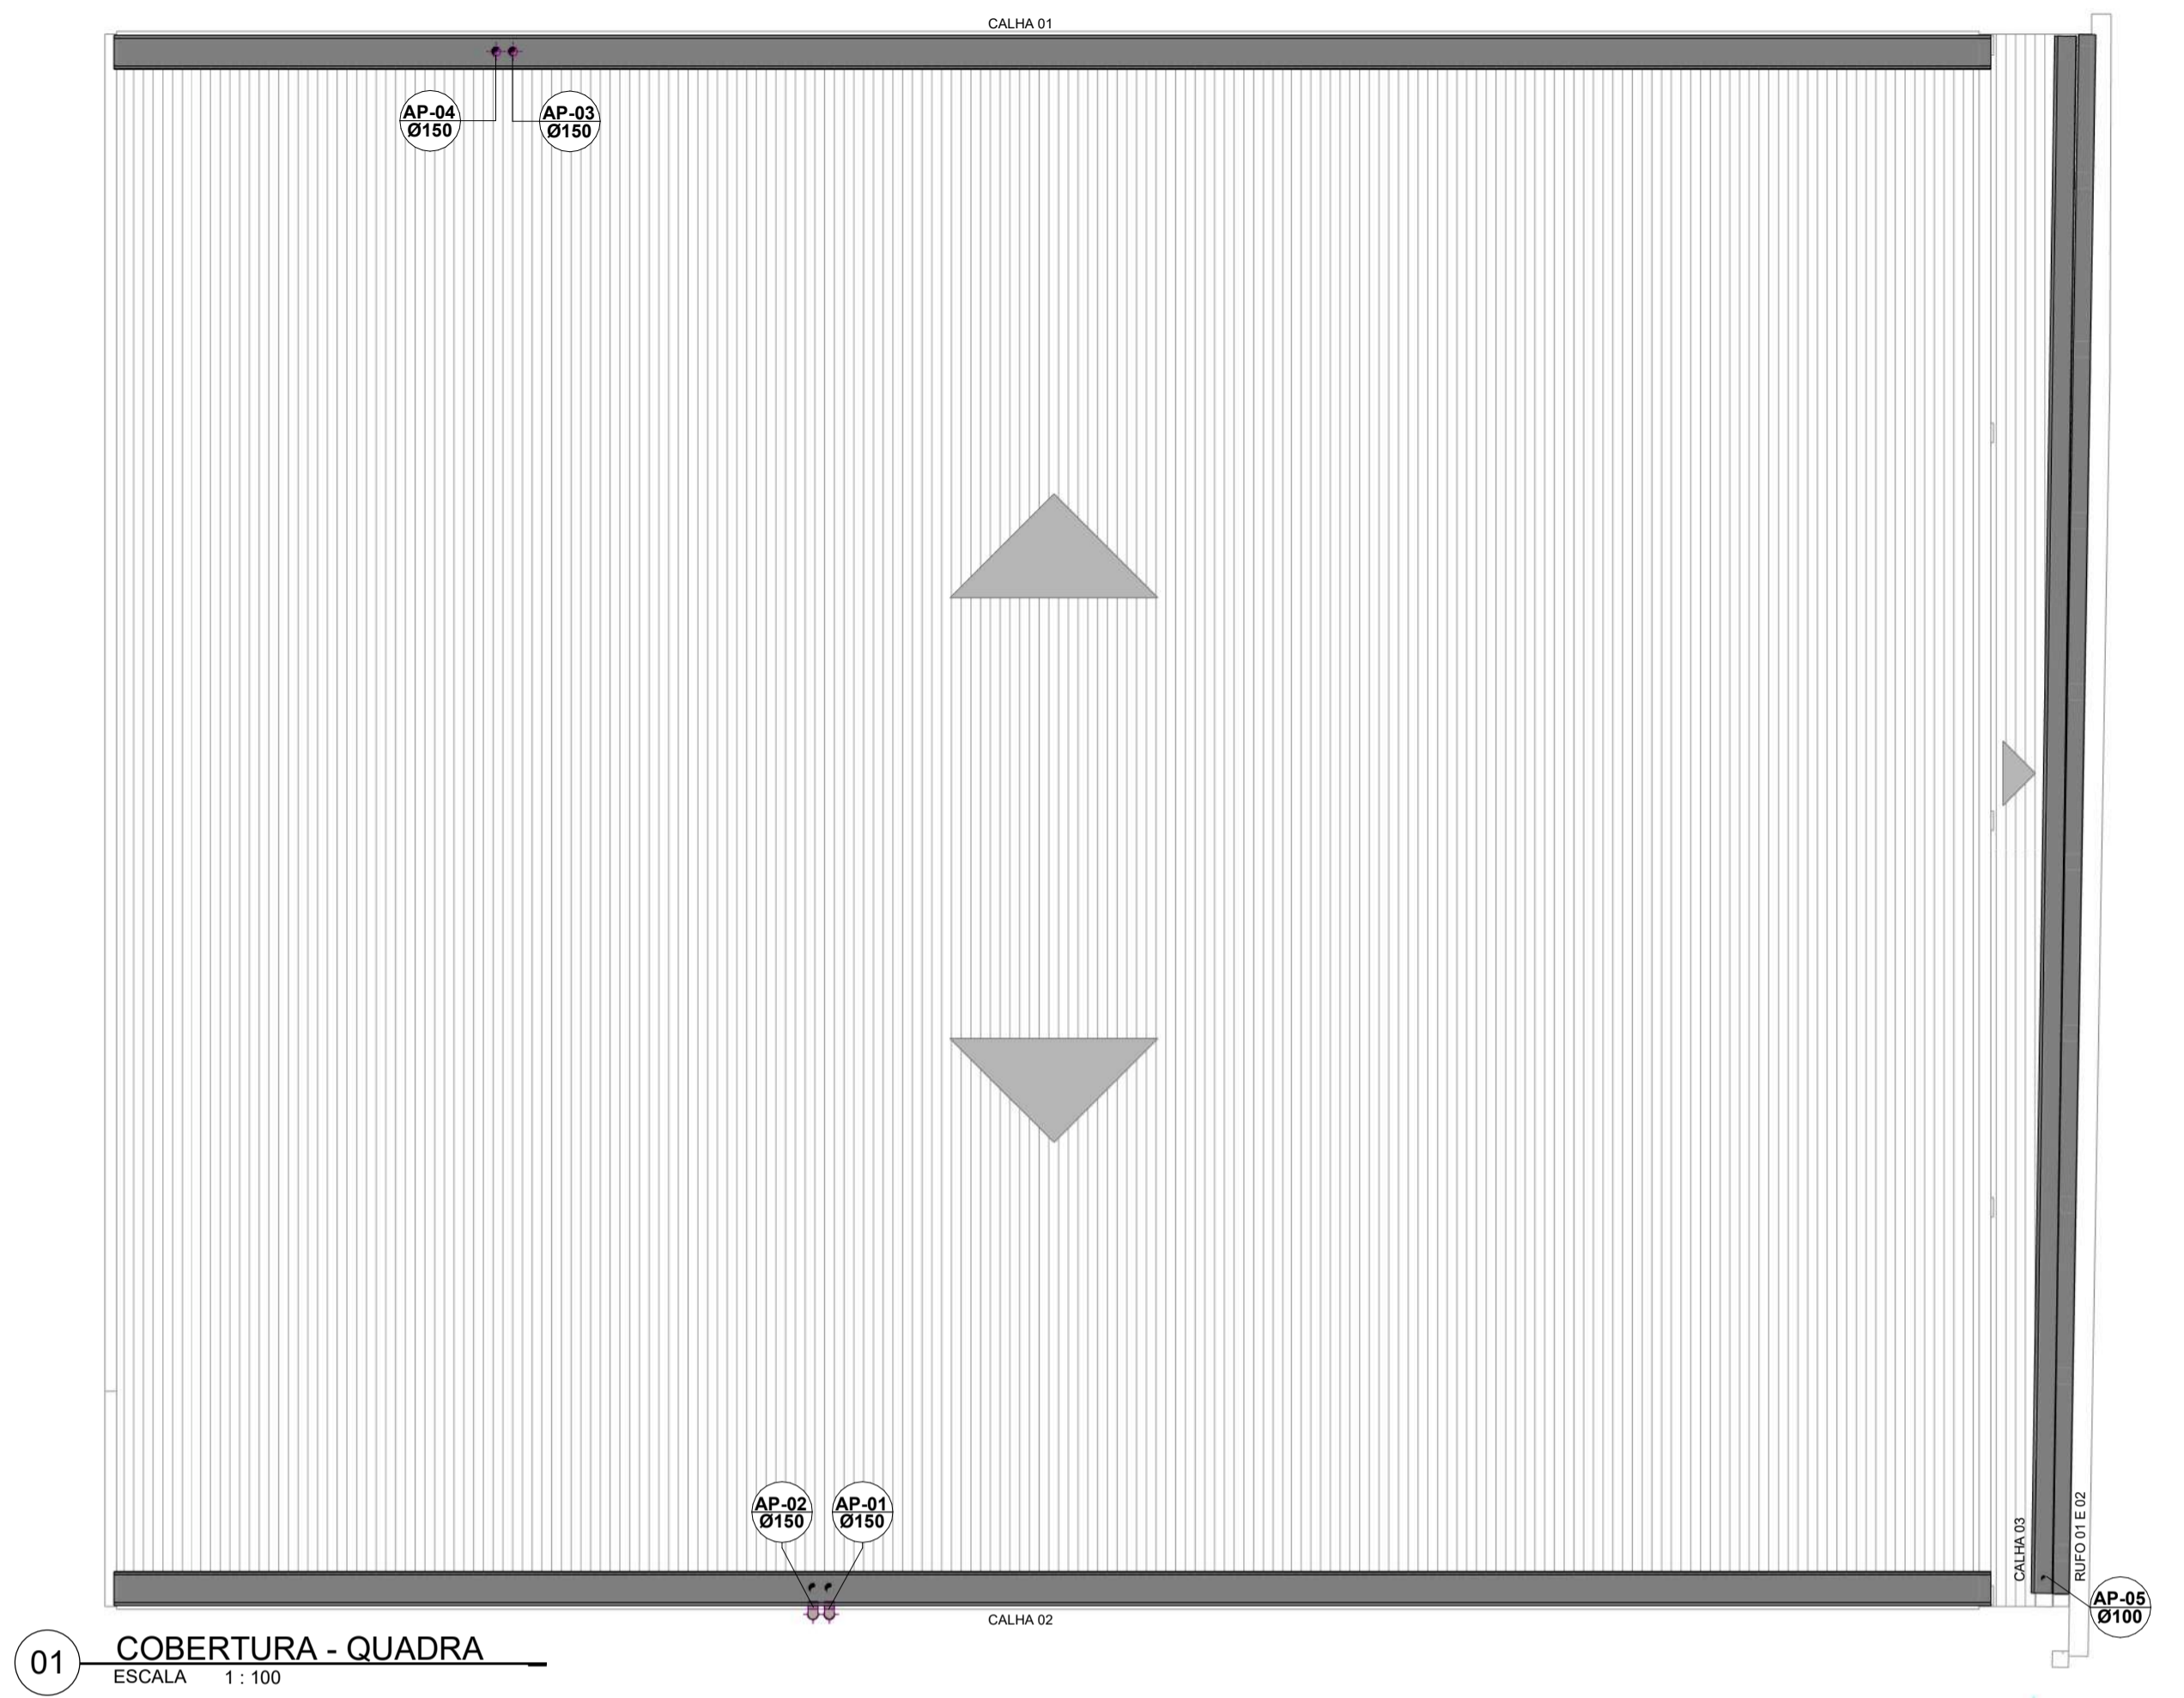 CALHA 01
AP-04
Ø150
AP-03
Ø150
AP-02
Ø150
AP-01
Ø150
CALHA 03
RUFO 01 E 02
AP-05
Ø100
CALHA 02
01
COBERTURA - QUADRA
ESCALA 1 : 100